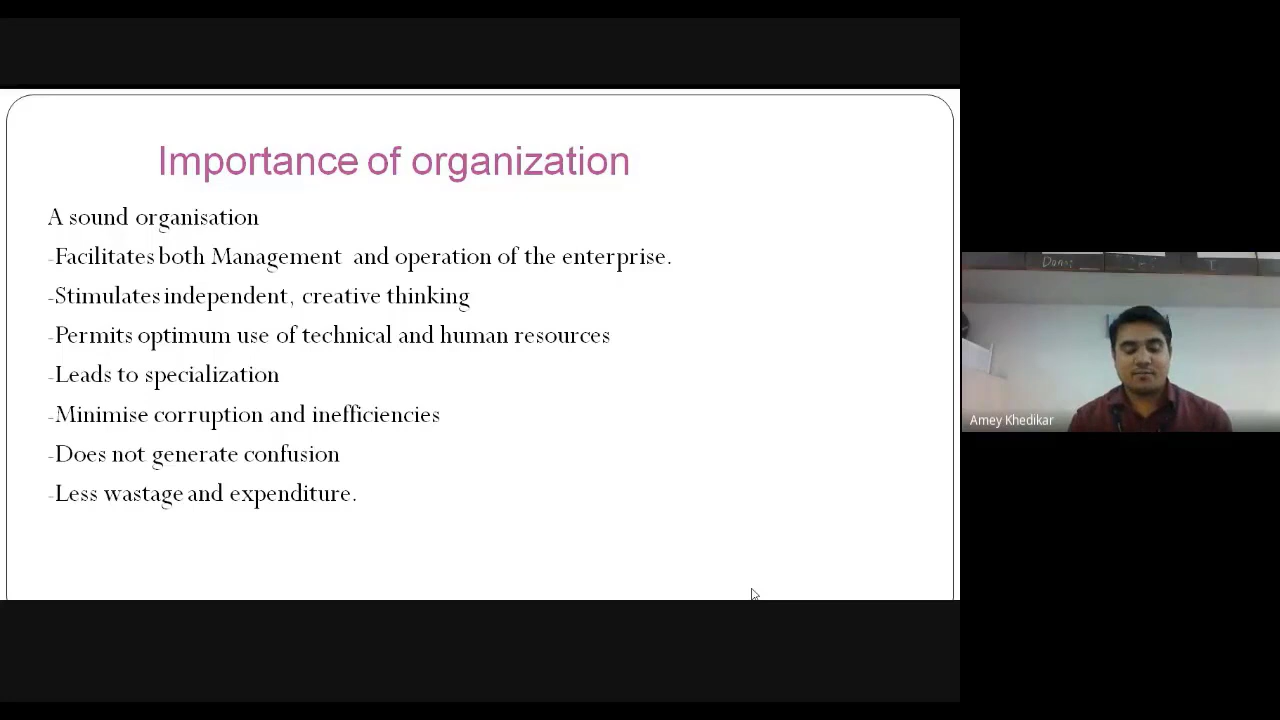 Importance of organization
A sound organisation
-Facilitates both Management and operation of the enterprise.
-Stimulates independent, creative thinking
-Permits optimum use of technical and human resources
-Leads to specialization
-Minimise corruption and inefficiencies
-Does not generate confusion
-Less wastage and expenditure.
Amey Khedikar